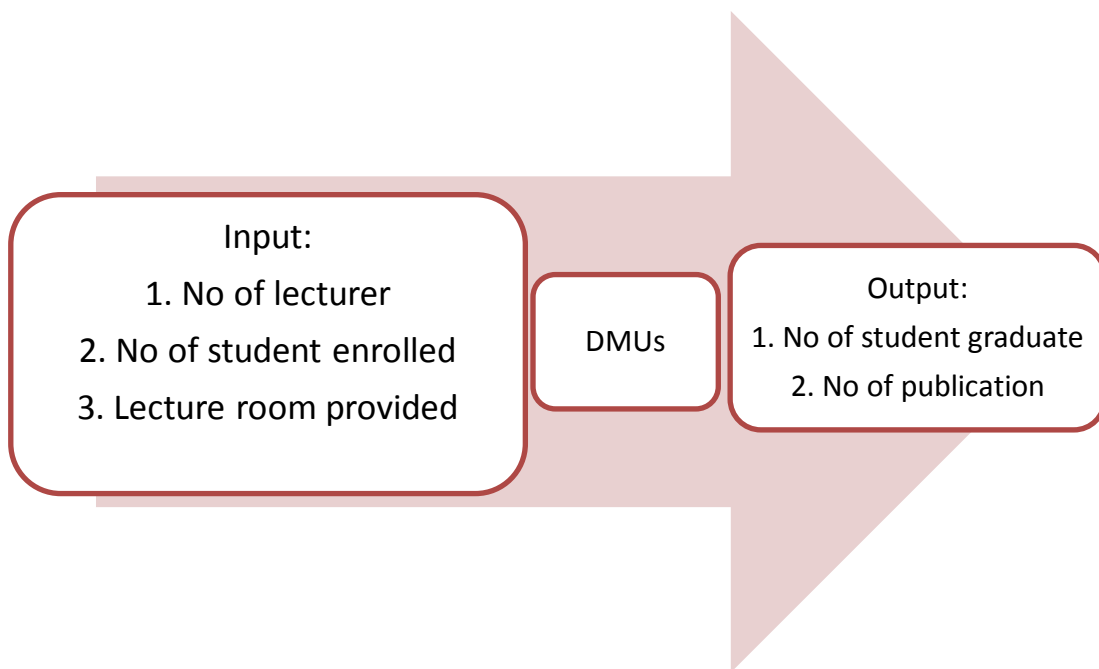 Input:
1. No of lecturer
2. No of student enrolled
3. Lecture room provided
DMUs
Output:
1. No of student graduate
2. No of publication